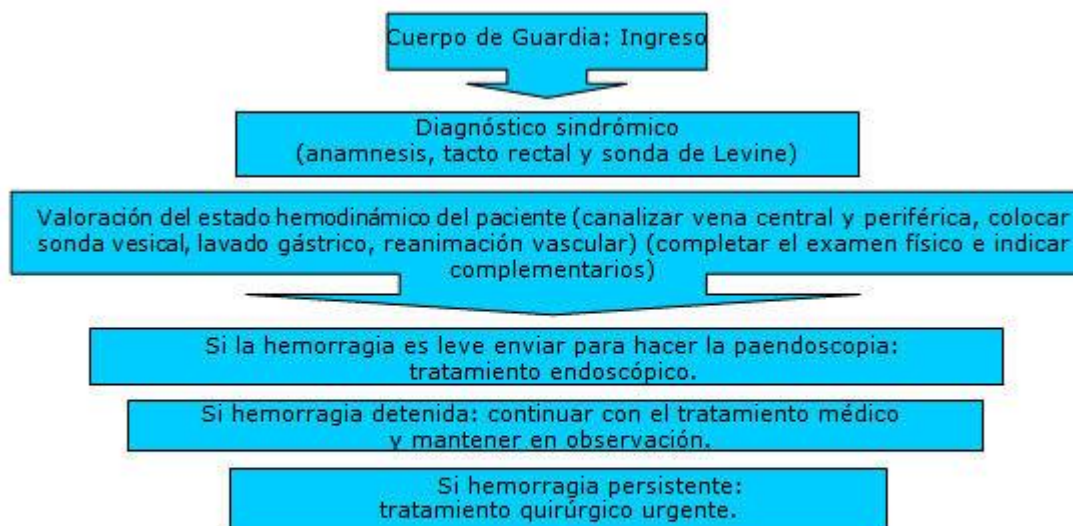 Cuerpo de Guardia: Ingreso
Diagnóstico sindrómico
(anamnesis, tacto rectal y sonda de Levine)
Valoración del estado hemodinámico del paciente (canalizar vena central y periférica, colocar
sonda vesical, lavado gástrico, reanimación vascular) (completar el examen físico e indicar
complementarios)
Si la hemorragia es leve enviar para hacer la paendoscopia:
tratamiento endoscópico.
Si hemorragia detenida: continuar con el tratamiento médico
y mantener en observación.
Si hemorragia persistente:
tratamiento quirúrgico urgente.